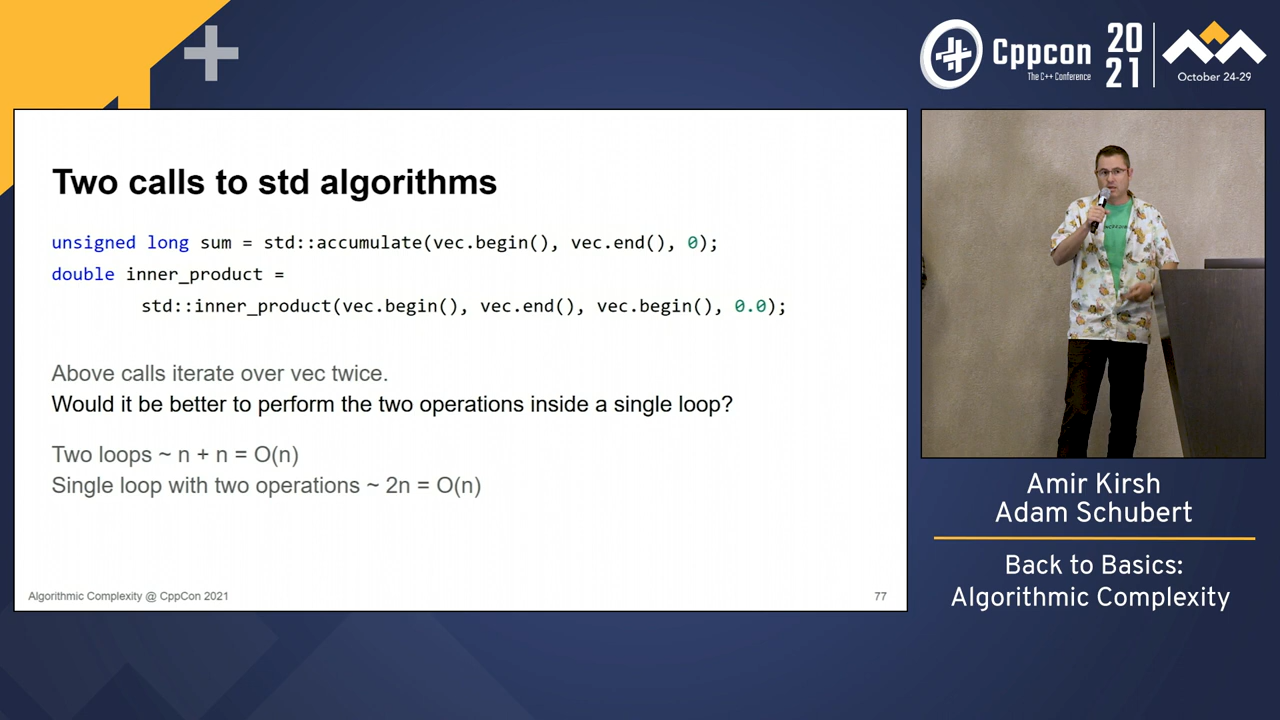 Cppcon
The C++ Conference
20
21
October 24-29
Two calls to std algorithms
unsigned long sum = std::accumulate(vec.begin(), vec.end(), 0);
double inner_product =
std::inner_product(vec.begin(), vec.end(), vec.begin(), 0.0);
Above calls iterate over vec twice.
Would it be better to perform the two operations inside a single loop?
Two loops ~ n + n = O(n)
Single loop with two operations ~ 2n = O(n)
Algorithmic Complexity @ CppCon 2021
77
Amir Kirsh
Adam Schubert
Back to Basics:
Algorithmic Complexity